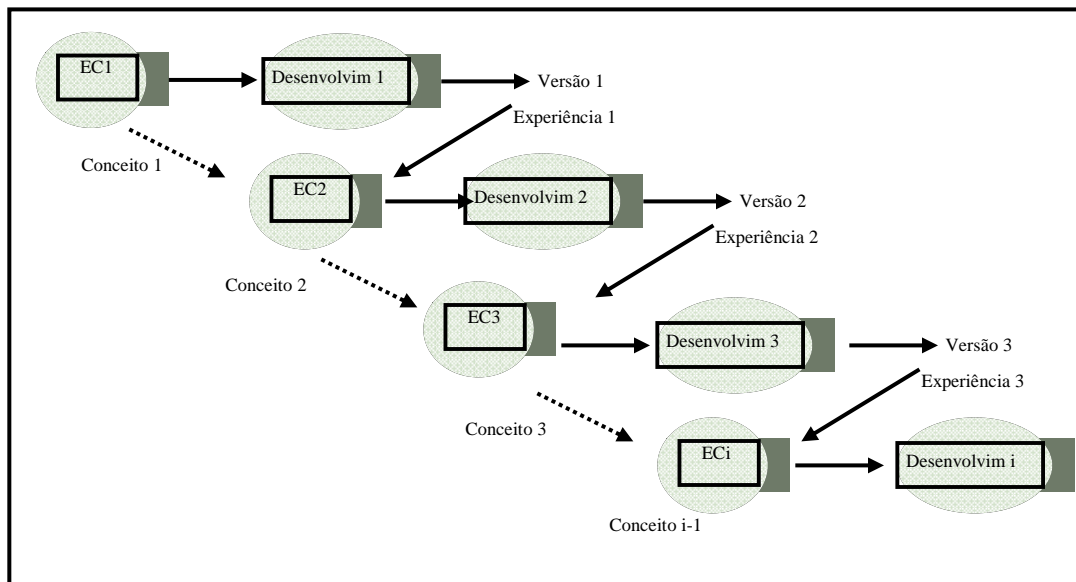 EC1
Desenvolvim 1
Versão 1
Experiência 1
Conceito 1
EC2
Desenvolvim 2
Versão 2
Experiência 2
Conceito 2
EC3
Desenvolvim 3
Versão 3
Experiência 3
Conceito 3
ECi
Desenvolvim i
Conceito i-1